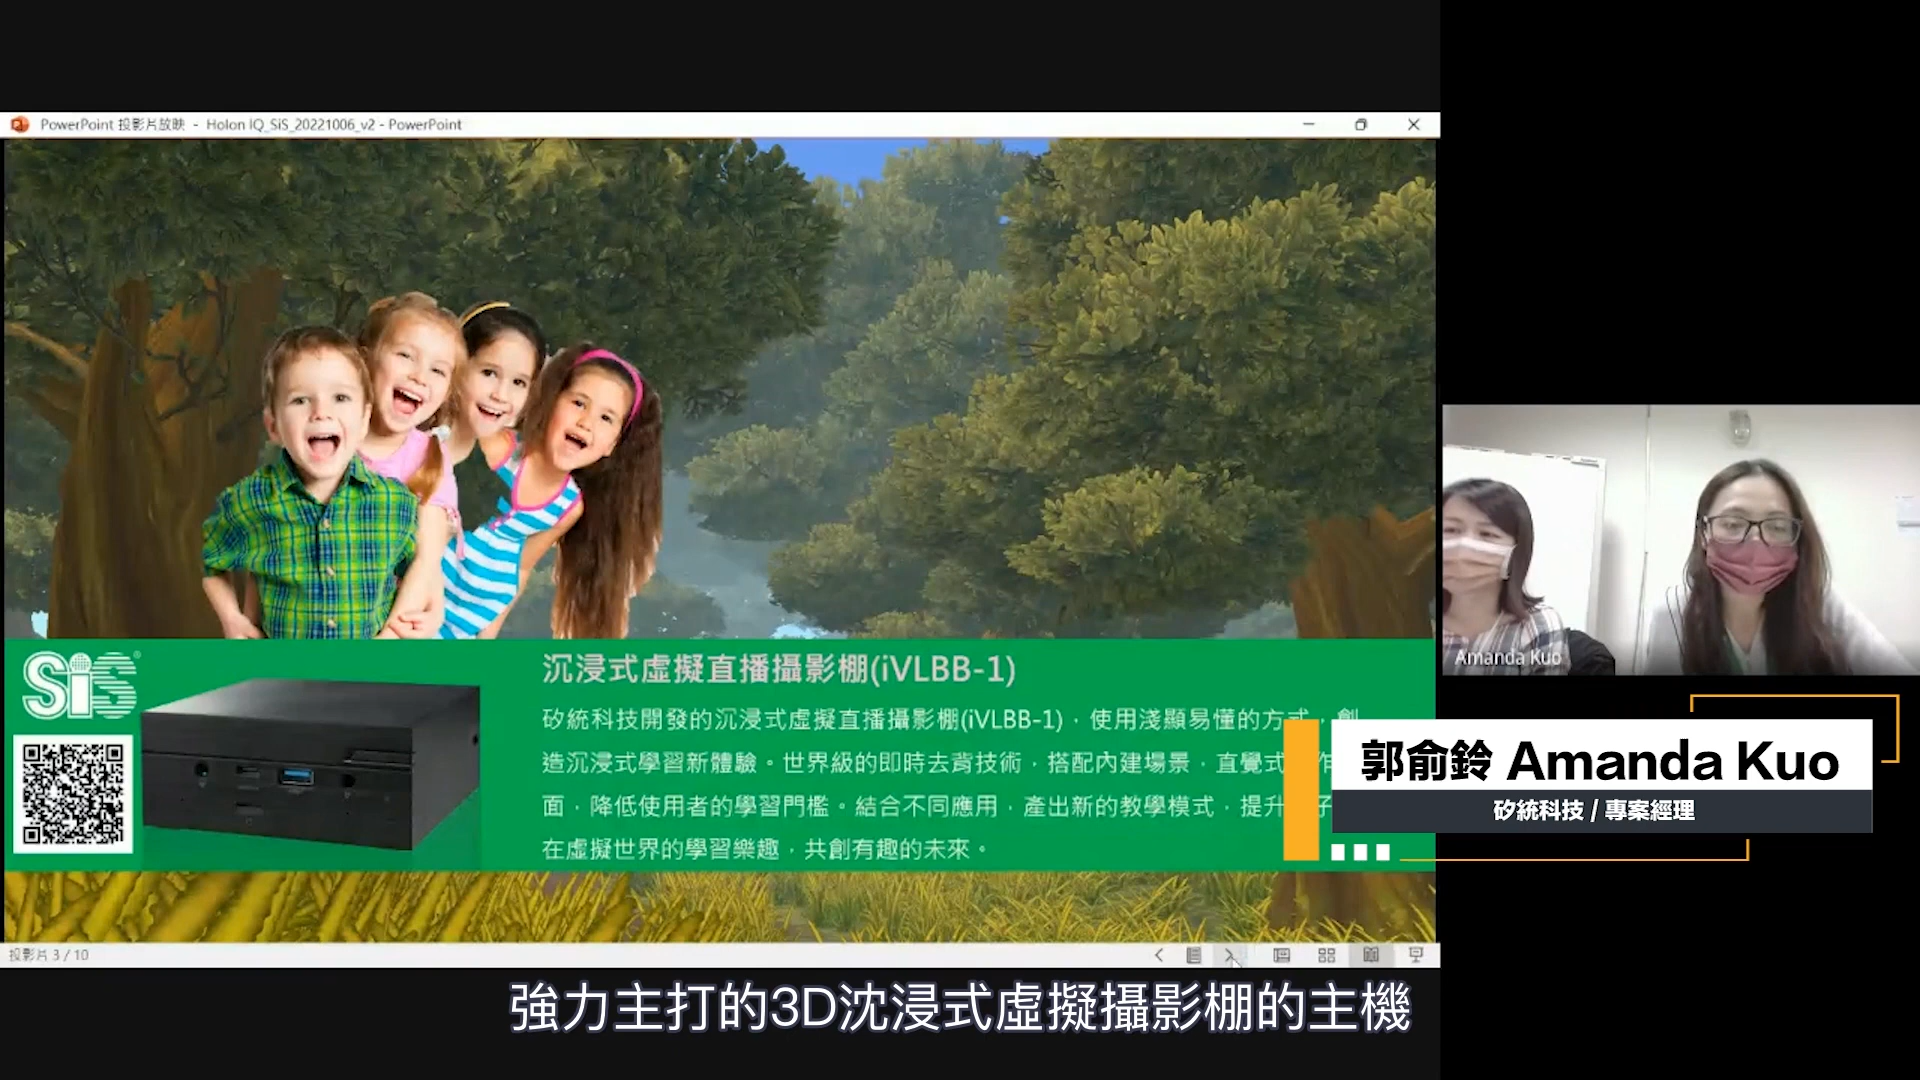 PowerPoint 投影片放映 - Holon IQ_SiS_20221006_v2 - PowerPoint
SiS
沉浸式虛擬直播攝影棚(iVLBB-1)
矽統科技開發的沉浸式虛擬直播攝影棚(iVLBB-1)，使用淺顯易懂的方式，創
造沉浸式學習新體驗。世界級的即時去背技術，搭配內建場景，直覺式
面，降低使用者的學習門檻。結合不同應用，產出新的教學模式，提升
在虛擬世界的學習樂趣，共創有趣的未來。
Amanda Kuo
郭俞鈴 Amanda Kuo
矽統科技 / 專案經理
投影片 3 / 10
強力主打的3D沈浸式虛擬攝影棚的主機